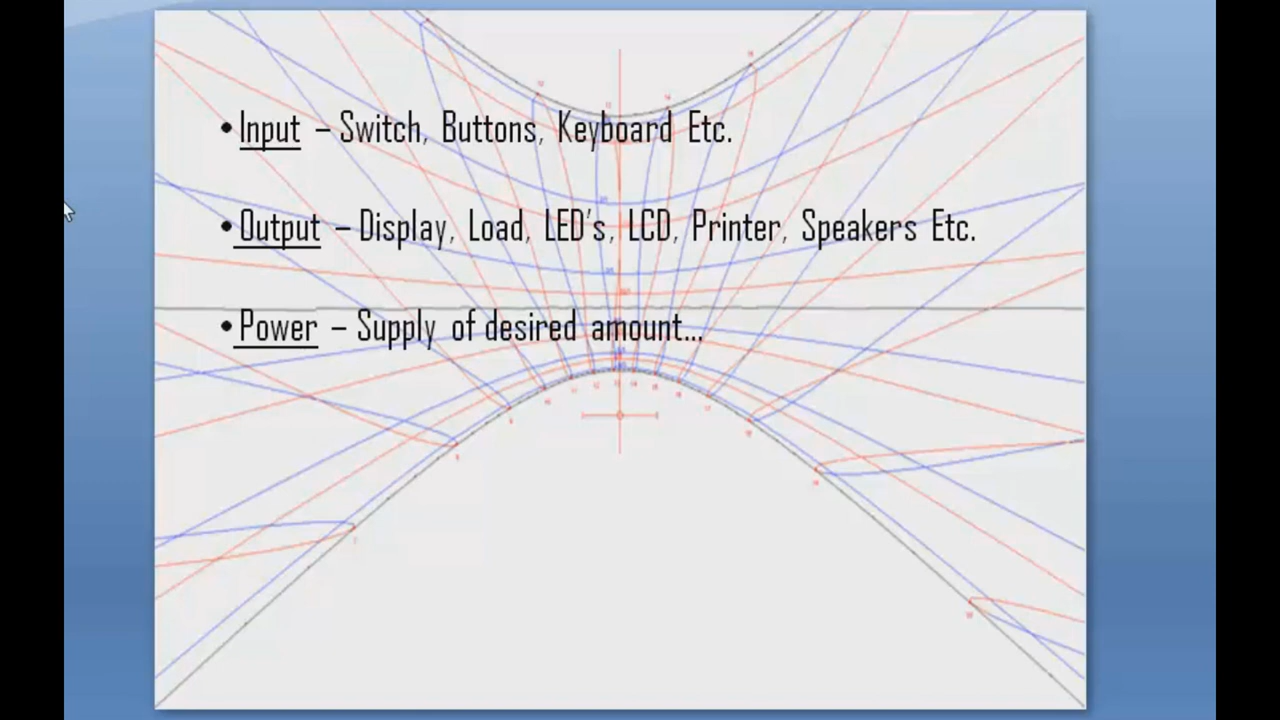 • Input – Switch, Buttons, Keyboard Etc.
• Output – Display, Load, LED's, LCD, Printer, Speakers Etc.
• Power – Supply of desired amount...